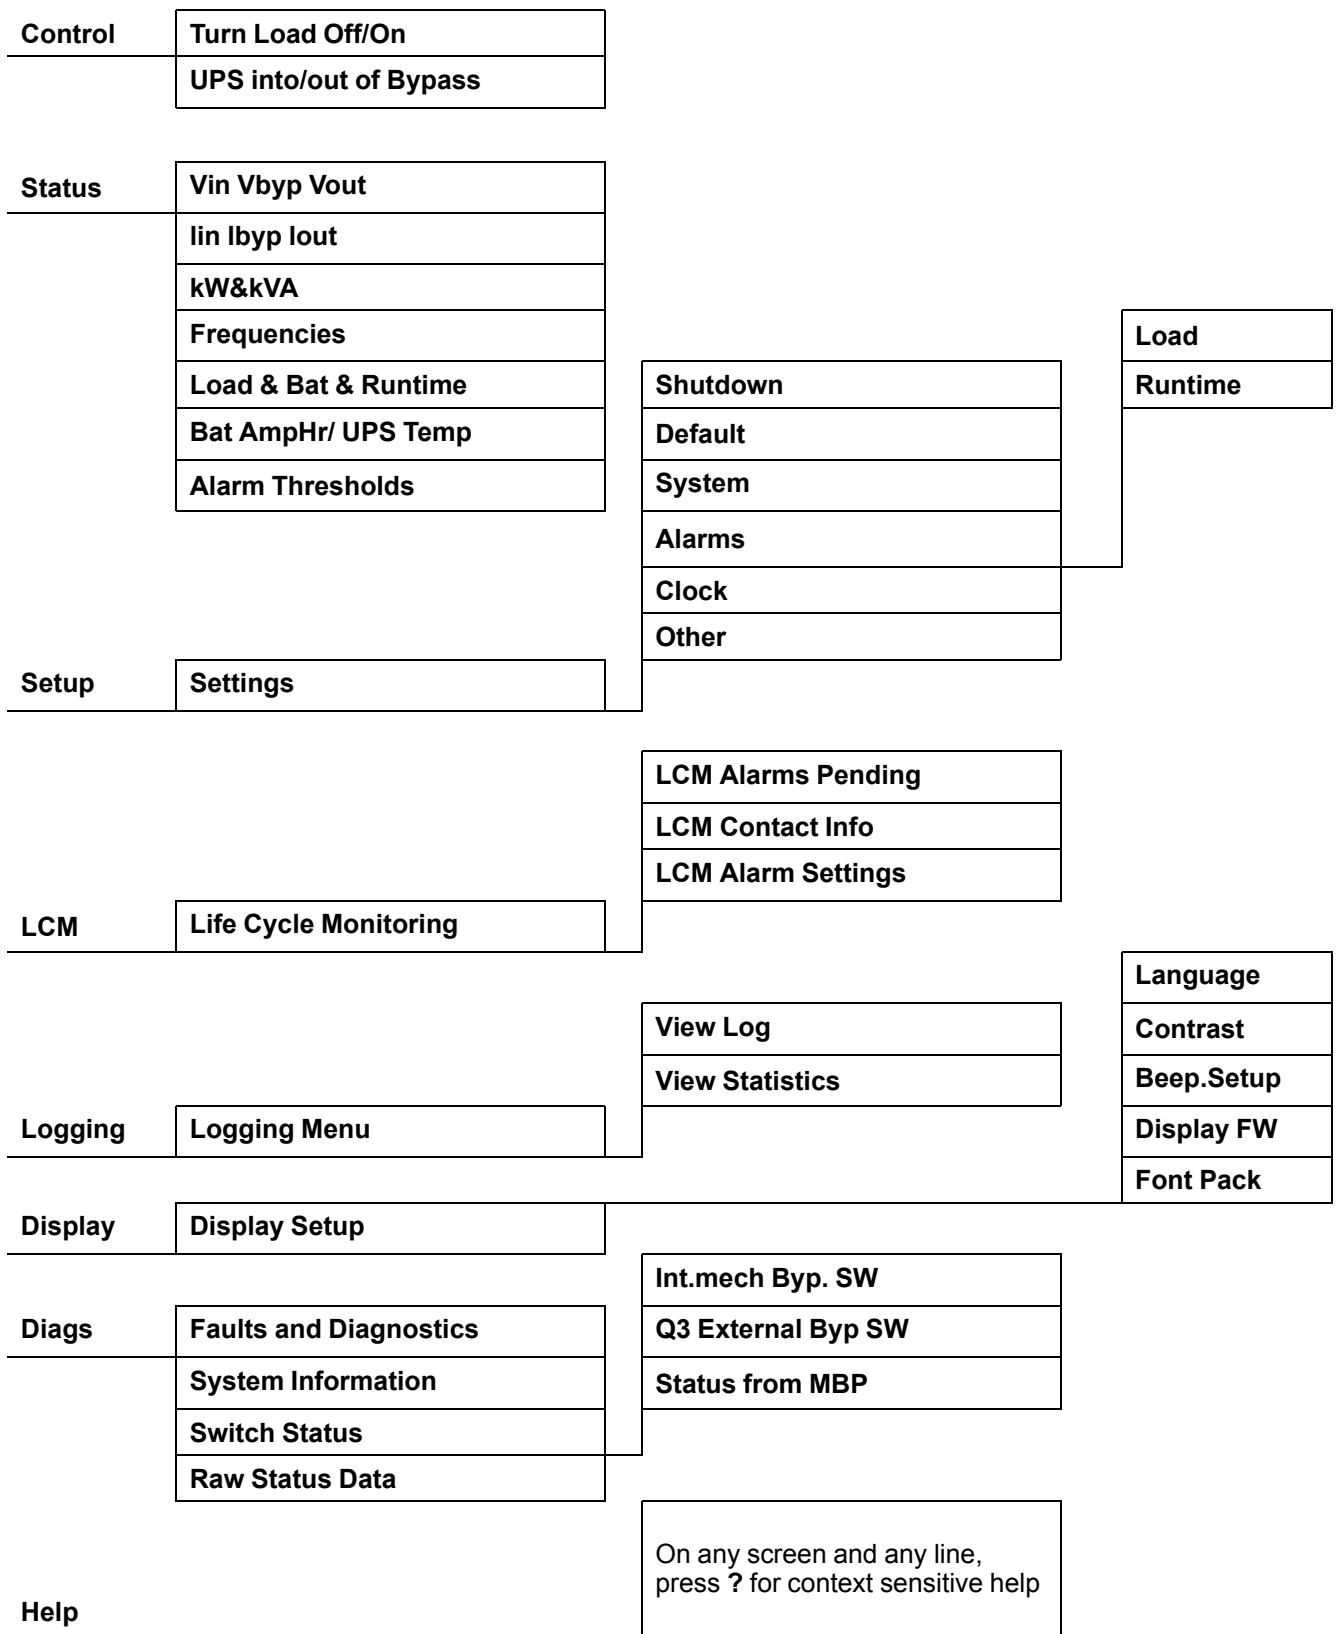 Control
Turn Load Off/On
UPS into/out of Bypass
Status
Vin Vbyp Vout
Iin Ibyp Iout
kW&kVA
Frequencies
Load & Bat & Runtime
Bat AmpHr/ UPS Temp
Alarm Thresholds
Setup
Settings
Shutdown
Default
System
Alarms
Clock
Other
Load
Runtime
LCM
Life Cycle Monitoring
LCM Alarms Pending
LCM Contact Info
LCM Alarm Settings
Logging
Logging Menu
View Log
View Statistics
Display
Display Setup
Language
Contrast
Beep.Setup
Display FW
Font Pack
Diags
Faults and Diagnostics
System Information
Switch Status
Raw Status Data
Int.mech Byp. SW
Q3 External Byp SW
Status from MBP
Help
On any screen and any line,
press ? for context sensitive help